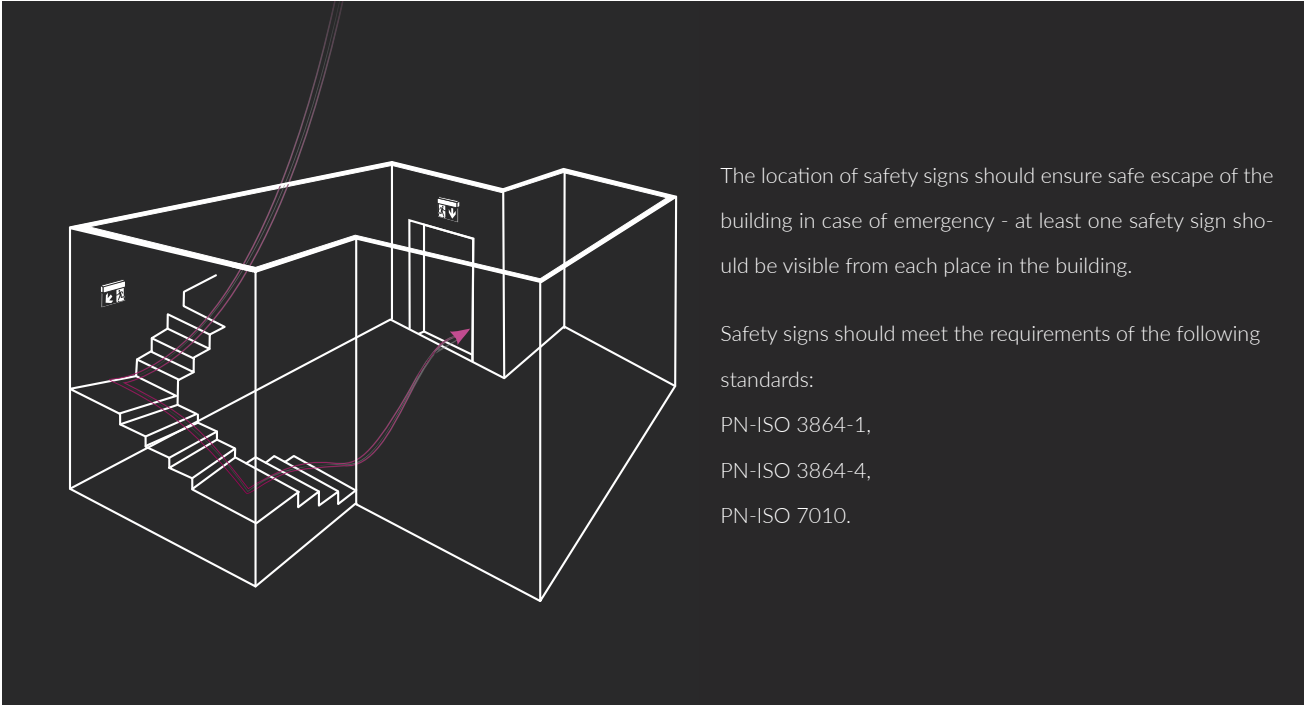 The location of safety signs should ensure safe escape of the
building in case of emergency - at least one safety sign sho-
uld be visible from each place in the building.
Safety signs should meet the requirements of the following
standards:
PN-ISO 3864-1,
PN-ISO 3864-4,
PN-ISO 7010.